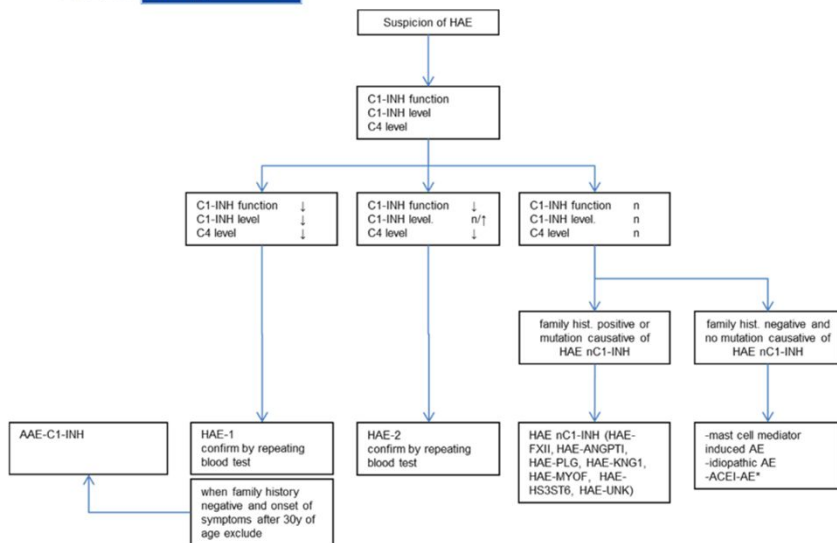 Suspicion of HAE
C1-INH function
C1-INH level
C4 level
C1-INH function ↓
C1-INH level ↓
C4 level ↓
C1-INH function ↓
C1-INH level. n/↑
C4 level ↓
C1-INH function n
C1-INH level. n
C4 level n
family hist. positive or
mutation causative of
HAE nC1-INH
family hist. negative and
no mutation causative of
HAE nC1-INH
AAE-C1-INH
HAE-1
confirm by repeating
blood test
HAE-2
confirm by repeating
blood test
HAE nC1-INH (HAE-
FXII, HAE-ANGPTI,
HAE-PLG, HAE-KNG1,
HAE-MYOF, HAE-
HS3ST6, HAE-UNK)
-mast cell mediator
induced AE
-idiopathic AE
-ACEI-AE*
when family history
negative and onset of
symptoms after 30y of
age exclude